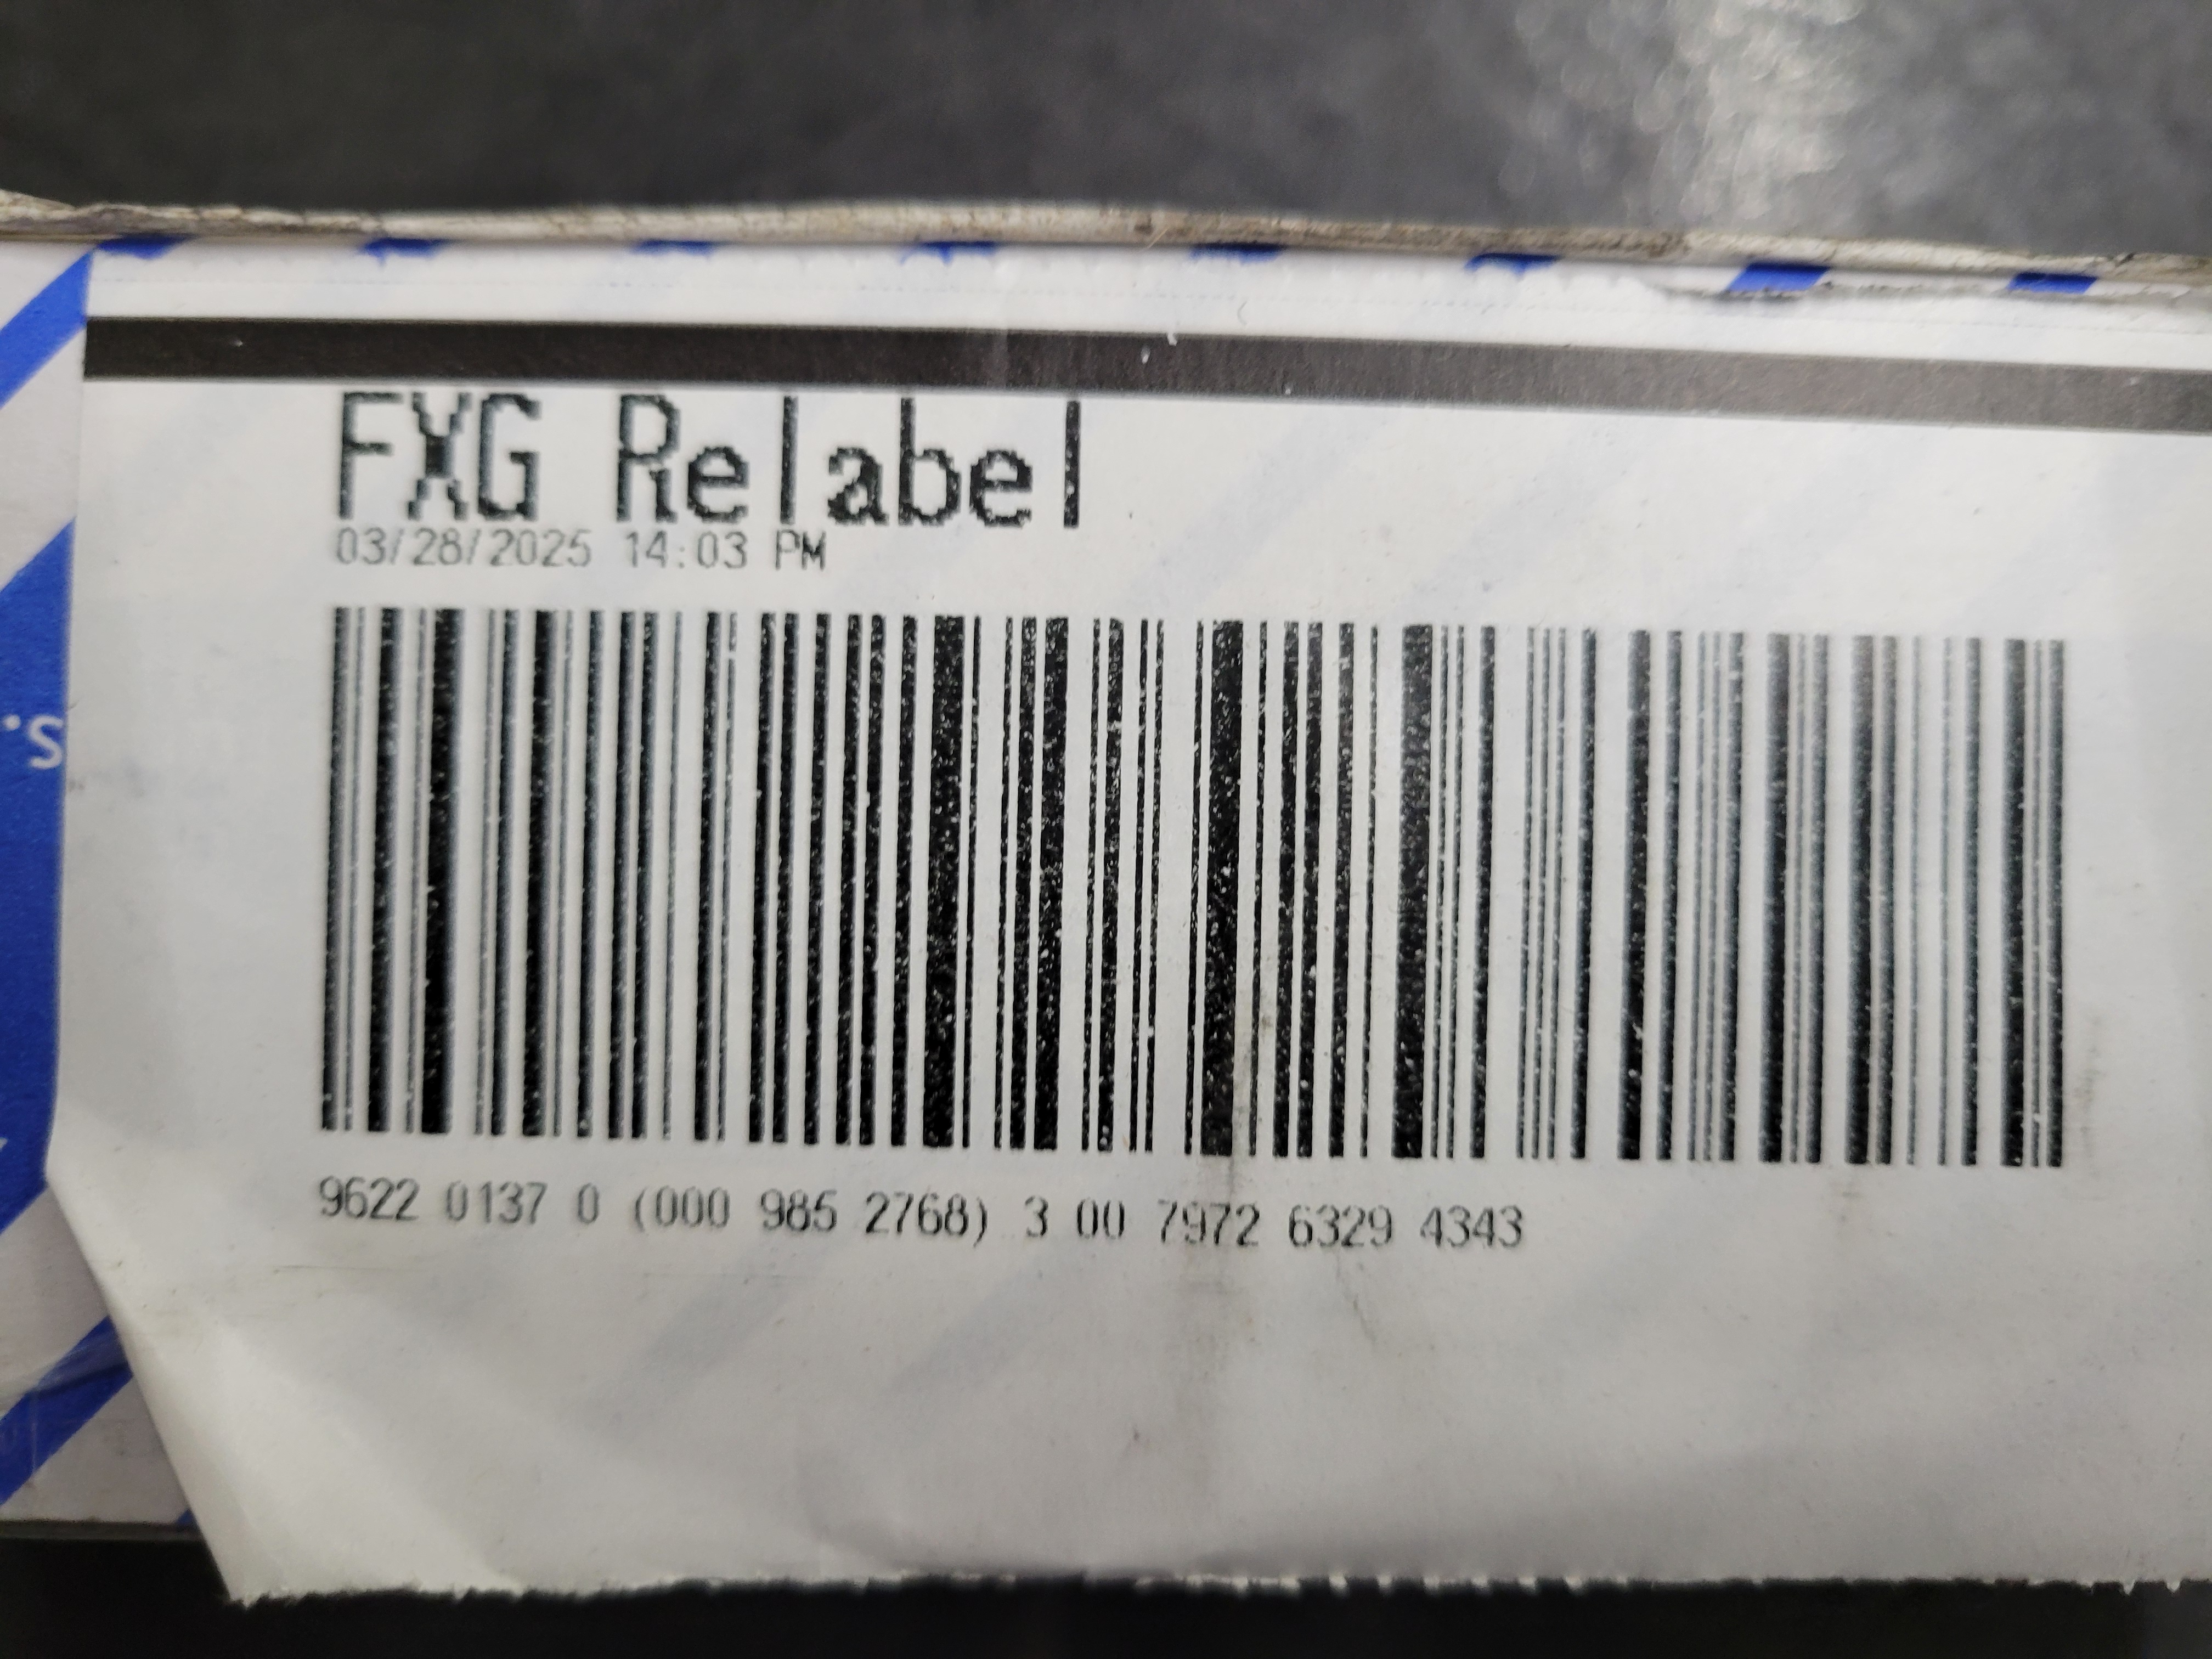 FXG Relabel
03/28/2025 14:03 PM
s.
9622 0137 0 (000 985 2768) 3 00 7972 6329 4343